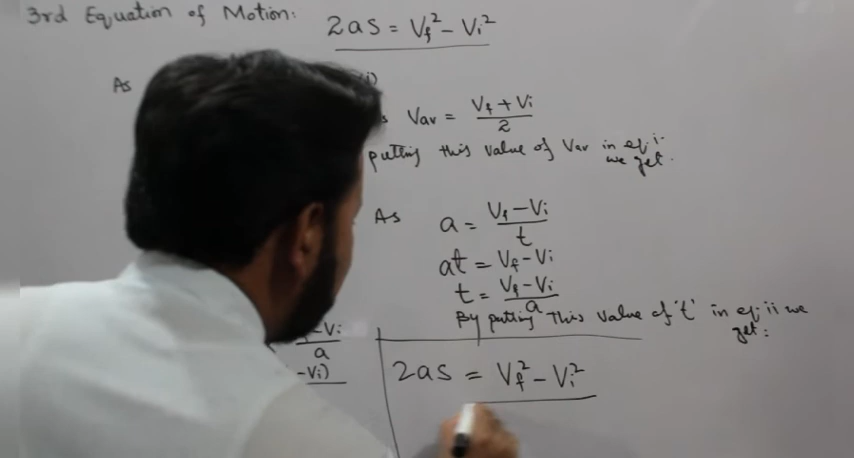 3rd Equation of Motion:
2as = Vf² - Vi²
As
Vav = Vf + Vi / 2
putting this value of Vav in eq i
we get.
As a = Vf - Vi / t
at = Vf - Vi
t = Vf - Vi / a
By putting this value of 't' in eq ii we
get:
-Vi / a
-Vi)
2as = Vf² - Vi²